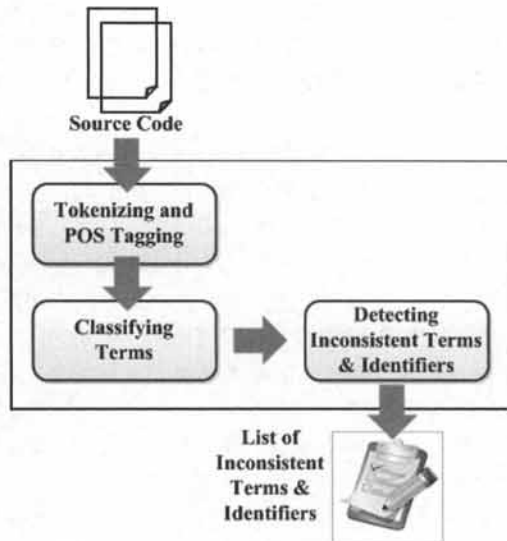 Source Code
Tokenizing and
POS Tagging
Classifying
Terms
Detecting
Inconsistent Terms
& Identifiers
List of
Inconsistent
Terms &
Identifiers